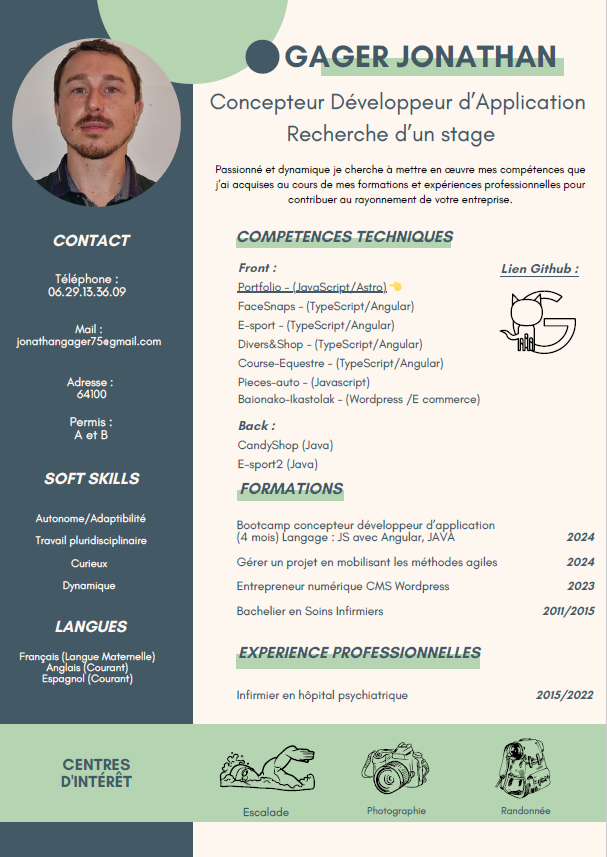 GAGER JONATHAN
Concepteur Développeur d'Application
Recherche d'un stage
Passionné et dynamique je cherche à mettre en œuvre mes compétences que
j'ai acquises au cours de mes formations et expériences professionnelles pour
contribuer au rayonnement de votre entreprise.
CONTACT
Téléphone :
06.29.13.36.09
Mail :
jonathangager75@gmail.com
Adresse :
64100
Permis :
A et B
SOFT SKILLS
Autonome/Adaptibilité
Travail pluridisciplinaire
Curieux
Dynamique
LANGUES
Français (Langue Maternelle)
Anglais (Courant)
Espagnol (Courant)
COMPETENCES TECHNIQUES
Front :
Portfolio - (JavaScript/Astro)
FaceSnaps - (TypeScript/Angular)
E-sport - (TypeScript/Angular)
Divers&Shop - (TypeScript/Angular)
Course-Equestre - (TypeScript/Angular)
Pieces-auto - (Javascript)
Baionako-Ikastolak - (Wordpress /E commerce)
Lien Github :
Back :
CandyShop (Java)
E-sport2 (Java)
FORMATIONS
Bootcamp concepteur développeur d'application
(4 mois) Langage : JS avec Angular, JAVA 2024
Gérer un projet en mobilisant les méthodes agiles 2024
Entrepreneur numérique CMS Wordpress 2023
Bachelier en Soins Infirmiers 2011/2015
EXPERIENCE PROFESSIONNELLES
Infirmier en hôpital psychiatrique 2015/2022
CENTRES
D'INTÉRÊT
Escalade
Photographie
Randonnée